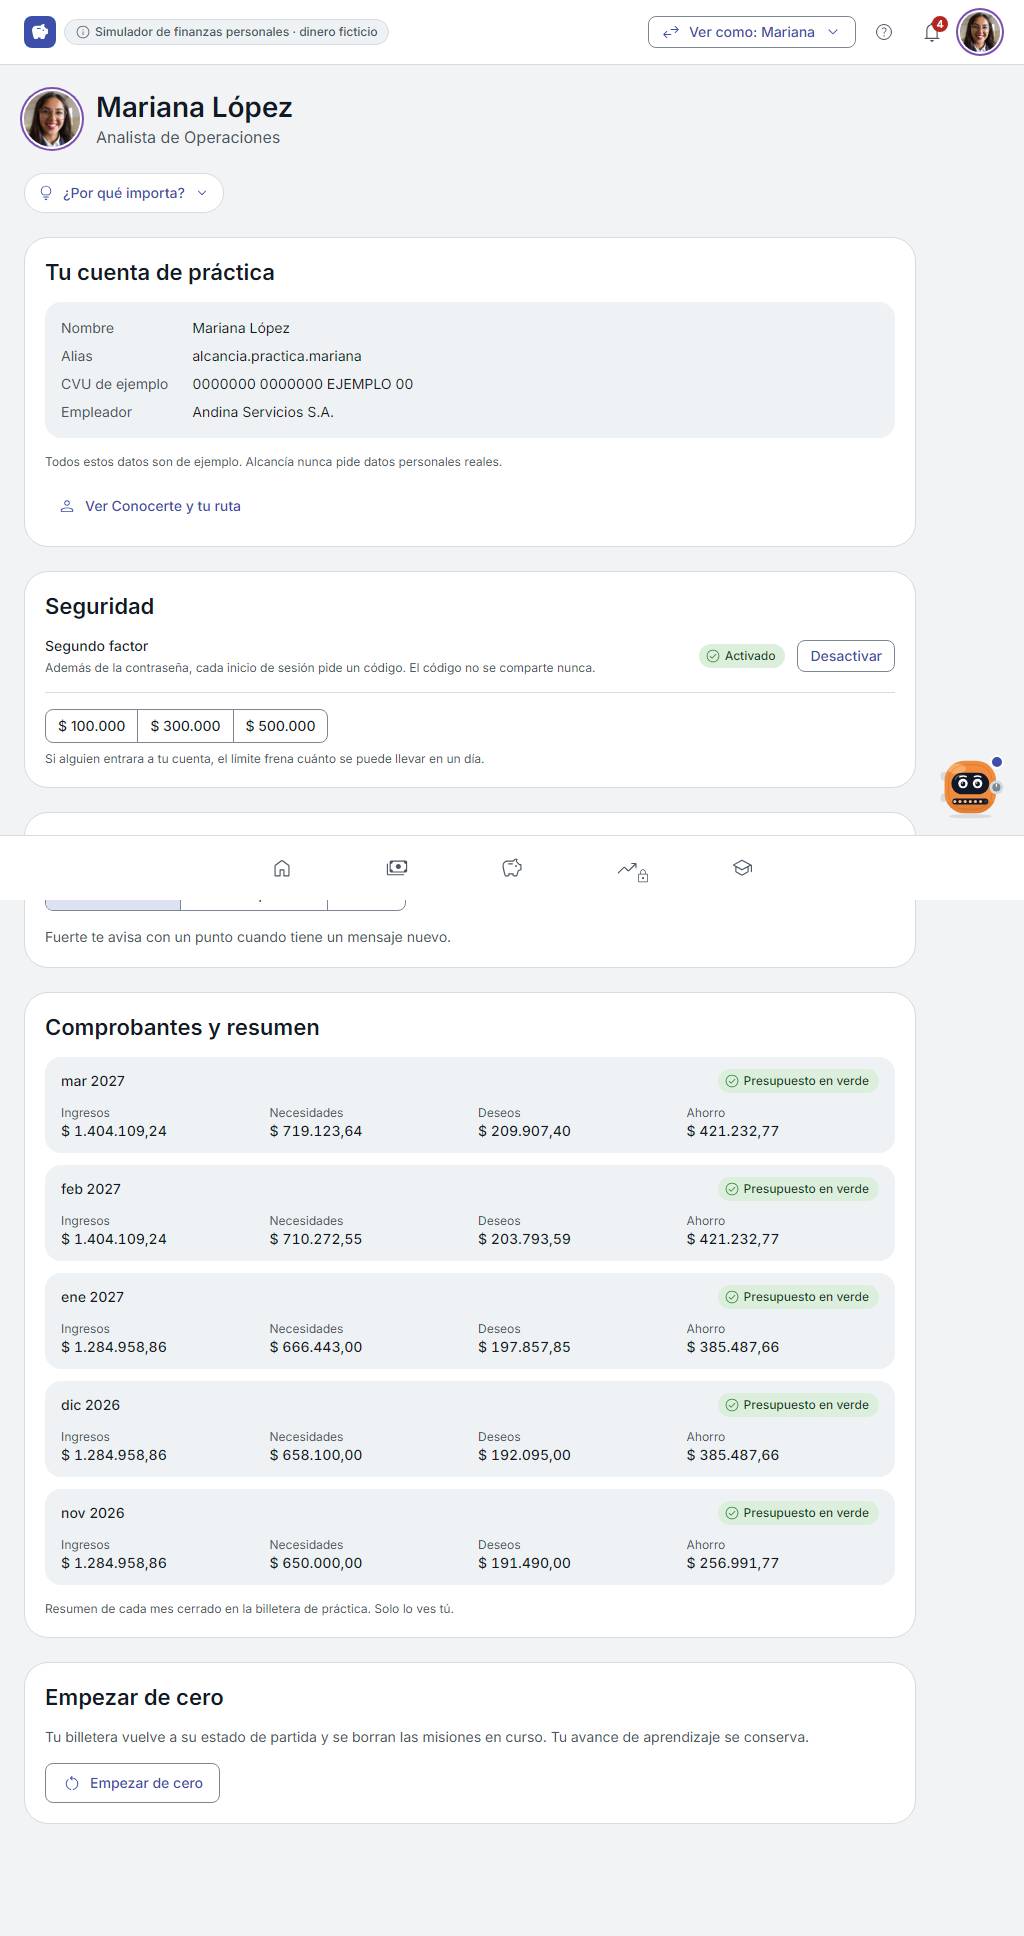 Simulador de finanzas personales · dinero ficticio
Ver como: Mariana
4
Mariana López
Analista de Operaciones
¿Por qué importa?
Tu cuenta de práctica
Nombre Mariana López
Alias alcancia.practica.mariana
CVU de ejemplo 0000000 0000000 EJEMPLO 00
Empleador Andina Servicios S.A.
Todos estos datos son de ejemplo. Alcancía nunca pide datos personales reales.
Ver Conocerte y tu ruta
Seguridad
Segundo factor
Además de la contraseña, cada inicio de sesión pide un código. El código no se comparte nunca.
Activado
Desactivar
$ 100.000 $ 300.000 $ 500.000
Si alguien entrara a tu cuenta, el límite frena cuánto se puede llevar en un día.
Fuerte te avisa con un punto cuando tiene un mensaje nuevo.
Comprobantes y resumen
mar 2027 Presupuesto en verde
Ingresos Necesidades Deseos Ahorro
$ 1.404.109,24 $ 719.123,64 $ 209.907,40 $ 421.232,77
feb 2027 Presupuesto en verde
Ingresos Necesidades Deseos Ahorro
$ 1.404.109,24 $ 710.272,55 $ 203.793,59 $ 421.232,77
ene 2027 Presupuesto en verde
Ingresos Necesidades Deseos Ahorro
$ 1.284.958,86 $ 666.443,00 $ 197.857,85 $ 385.487,66
dic 2026 Presupuesto en verde
Ingresos Necesidades Deseos Ahorro
$ 1.284.958,86 $ 658.100,00 $ 192.095,00 $ 385.487,66
nov 2026 Presupuesto en verde
Ingresos Necesidades Deseos Ahorro
$ 1.284.958,86 $ 650.000,00 $ 191.490,00 $ 256.991,77
Resumen de cada mes cerrado en la billetera de práctica. Solo lo ves tú.
Empezar de cero
Tu billetera vuelve a su estado de partida y se borran las misiones en curso. Tu avance de aprendizaje se conserva.
Empezar de cero